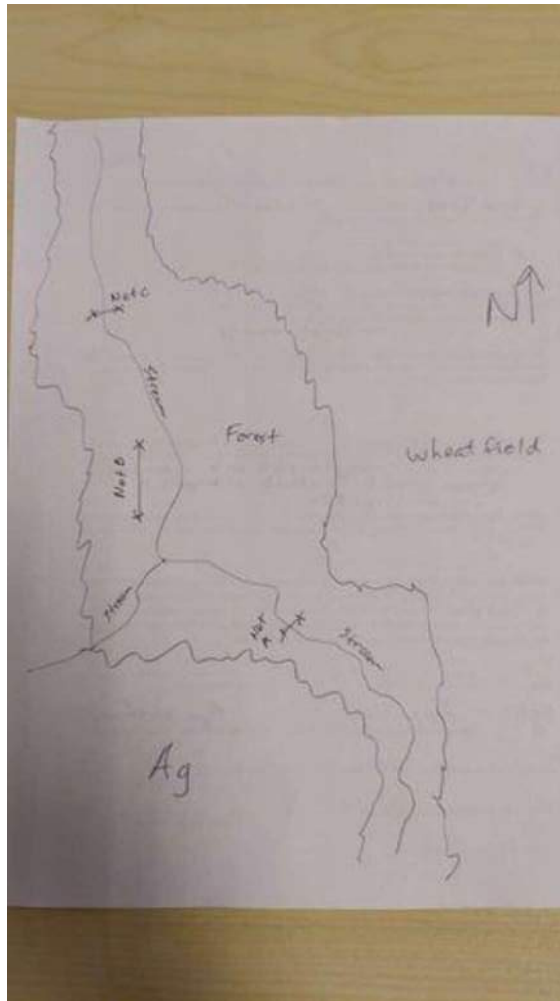 Net C
N
Stream
Forest
Wheat field
Net B
Stream
Net
A
Stream
Ag